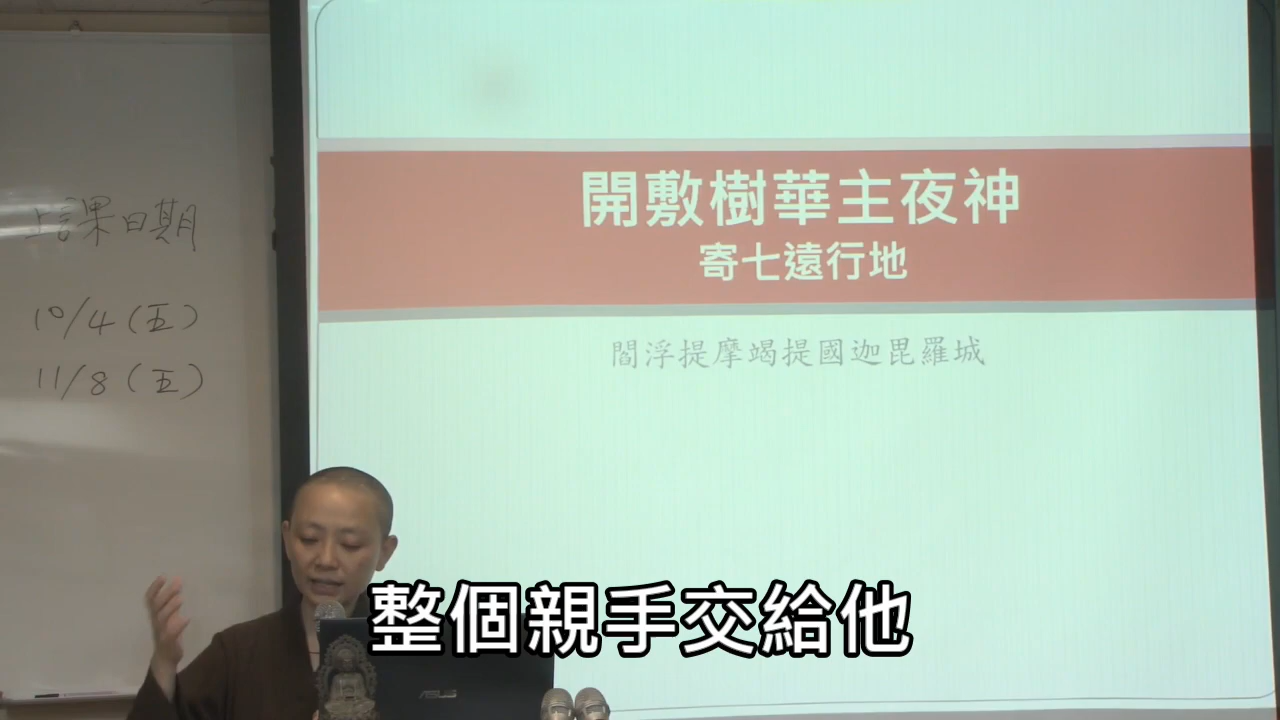 上課日期
10/4（五）
11/8（五）
開敷樹華主夜神
寄七遠行地
閻浮提摩竭提國迦毘羅城
整個親手交給他
ASUS